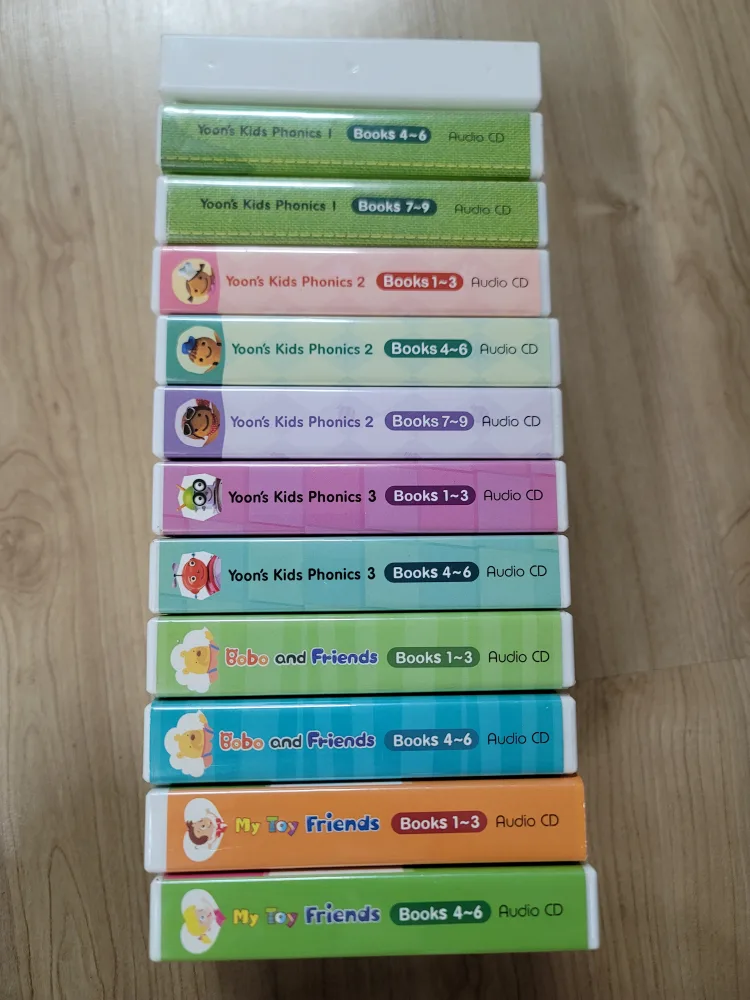 Yoon's Kids Phonics 1 Books 4~6 Audio CD
Yoon's Kids Phonics 1 Books 7~9 Audio CD
Yoon's Kids Phonics 2 Books 1~3 Audio CD
Yoon's Kids Phonics 2 Books 4~6 Audio CD
Yoon's Kids Phonics 2 Books 7~9 Audio CD
Yoon's Kids Phonics 3 Books 1~3 Audio CD
Yoon's Kids Phonics 3 Books 4~6 Audio CD
Bobo and Friends Books 1~3 Audio CD
Bobo and Friends Books 4~6 Audio CD
My Toy Friends Books 1~3 Audio CD
My Toy Friends Books 4~6 Audio CD